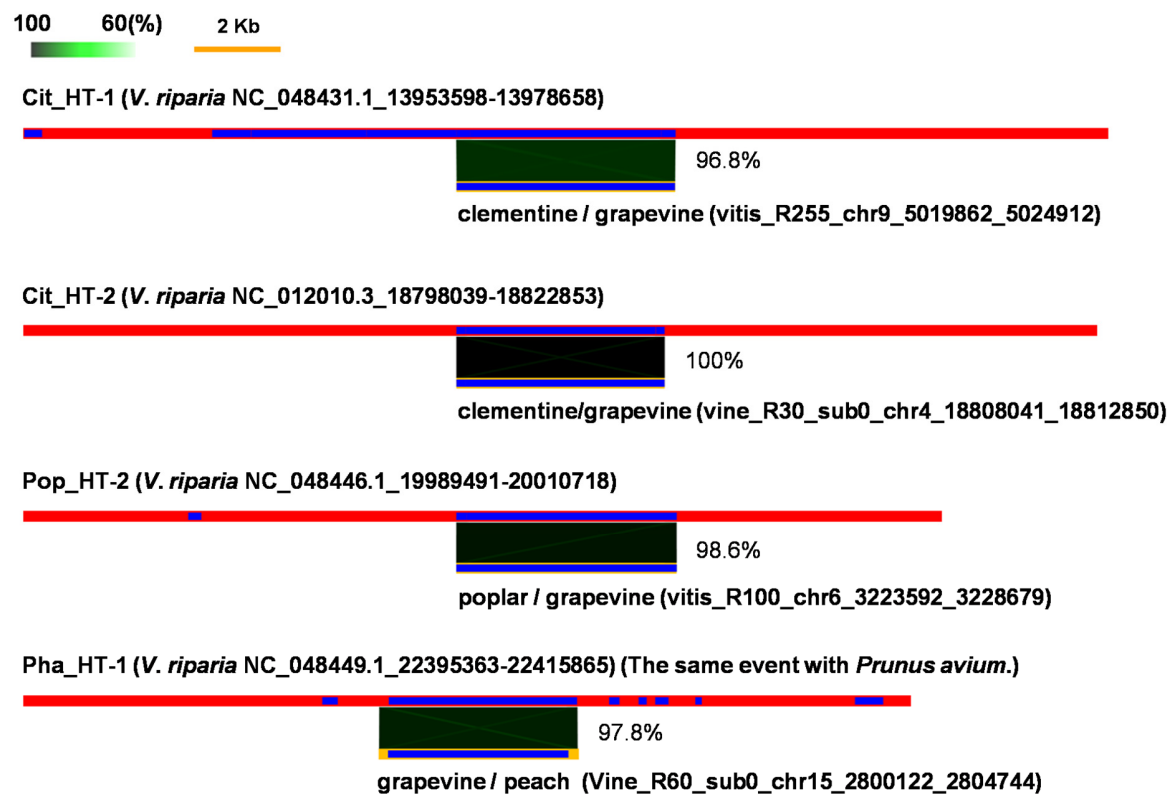 100 60(%) 2 Kb
Cit_HT-1 (V. riparia NC_048431.1_13953598-13978658)
96.8%
clementine / grapevine (vitis_R255_chr9_5019862_5024912)
Cit_HT-2 (V. riparia NC_012010.3_18798039-18822853)
100%
clementine/grapevine (vine_R30_sub0_chr4_18808041_18812850)
Pop_HT-2 (V. riparia NC_048446.1_19989491-20010718)
98.6%
poplar / grapevine (vitis_R100_chr6_3223592_3228679)
Pha_HT-1 (V. riparia NC_048449.1_22395363-22415865) (The same event with Prunus avium.)
97.8%
grapevine / peach (Vine_R60_sub0_chr15_2800122_2804744)